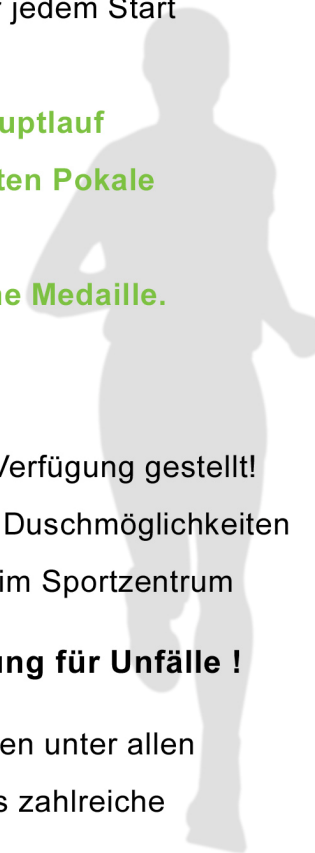 jedem Start
uptlauf
ten Pokale
ne Medaille.
Verfügung gestellt!
Duschmöglichkeiten
im Sportzentrum
ung für Unfälle !
en unter allen
s zahlreiche